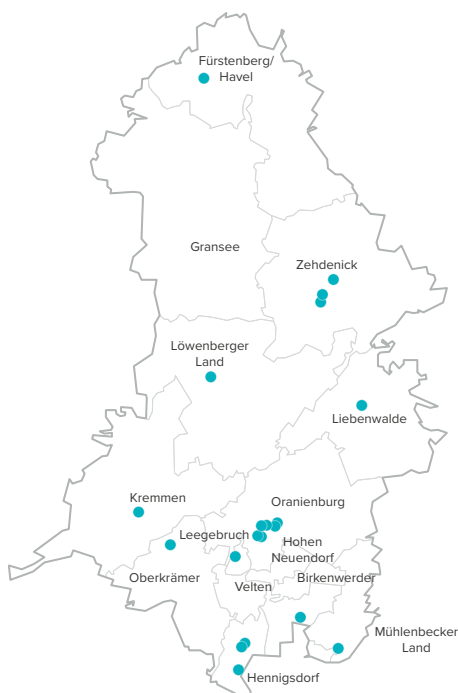 Fürstenberg/
Havel
Gransee
Zehdenick
Löwenberger
Land
Liebenwalde
Kremmen
Oranienburg
Leegebruch
Hohen
Neuendorf
Oberkrämer
Velten
Birkenwerder
Mühlenbecker
Land
Hennigsdorf